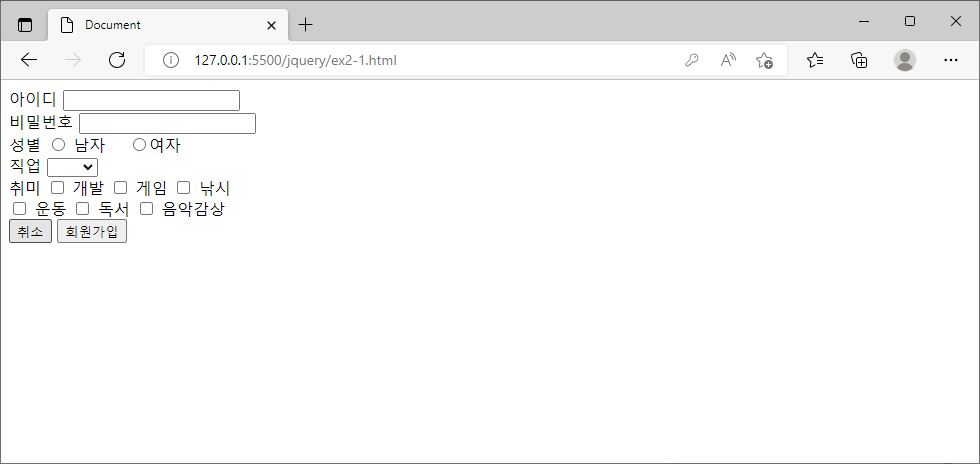 Document
127.0.0.1:5500/jquery/ex2-1.html
아이디
비밀번호
성별 남자 여자
직업
취미 개발 게임 낚시
운동 독서 음악감상
취소 회원가입